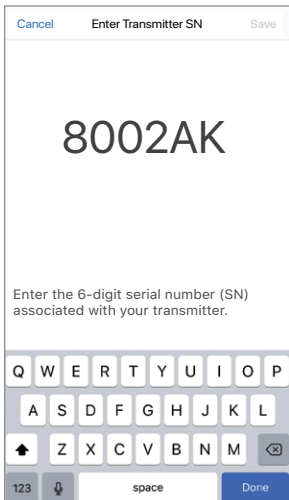 Cancel Enter Transmitter SN Save
8002AK
Enter the 6-digit serial number (SN)
associated with your transmitter.
Q W E R T Y U I O P
A S D F G H J K L
Z X C V B N M
123 space Done